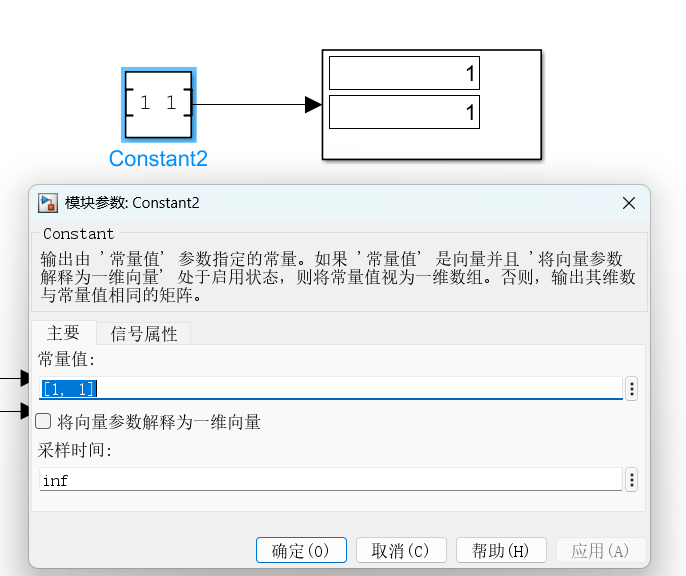 1 1
1
1
Constant2
模块参数: Constant2
Constant
输出由 '常量值' 参数指定的常量。如果 '常量值' 是向量并且 '将向量参数
解释为一维向量' 处于启用状态，则将常量值视为一维数组。否则，输出其维数
与常量值相同的矩阵。
主要 信号属性
常量值:
[1, 1]
将向量参数解释为一维向量
采样时间:
inf
确定(O) 取消(C) 帮助(H) 应用(A)